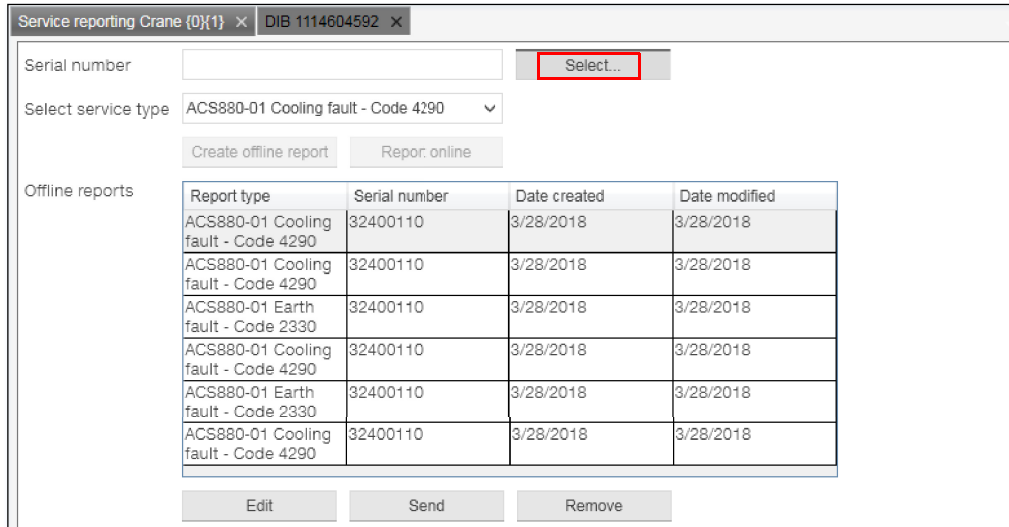 Service reporting Crane {0}{1} × DIB 1114604592 ×
Serial number Select...
Select service type ACS880-01 Cooling fault - Code 4290
Create offline report Report online
Offline reports
Report type Serial number Date created Date modified
ACS880-01 Cooling 32400110 3/28/2018 3/28/2018
fault - Code 4290
ACS880-01 Cooling 32400110 3/28/2018 3/28/2018
fault - Code 4290
ACS880-01 Earth 32400110 3/28/2018 3/28/2018
fault - Code 2330
ACS880-01 Cooling 32400110 3/28/2018 3/28/2018
fault - Code 4290
ACS880-01 Earth 32400110 3/28/2018 3/28/2018
fault - Code 2330
ACS880-01 Cooling 32400110 3/28/2018 3/28/2018
fault - Code 4290
Edit Send Remove